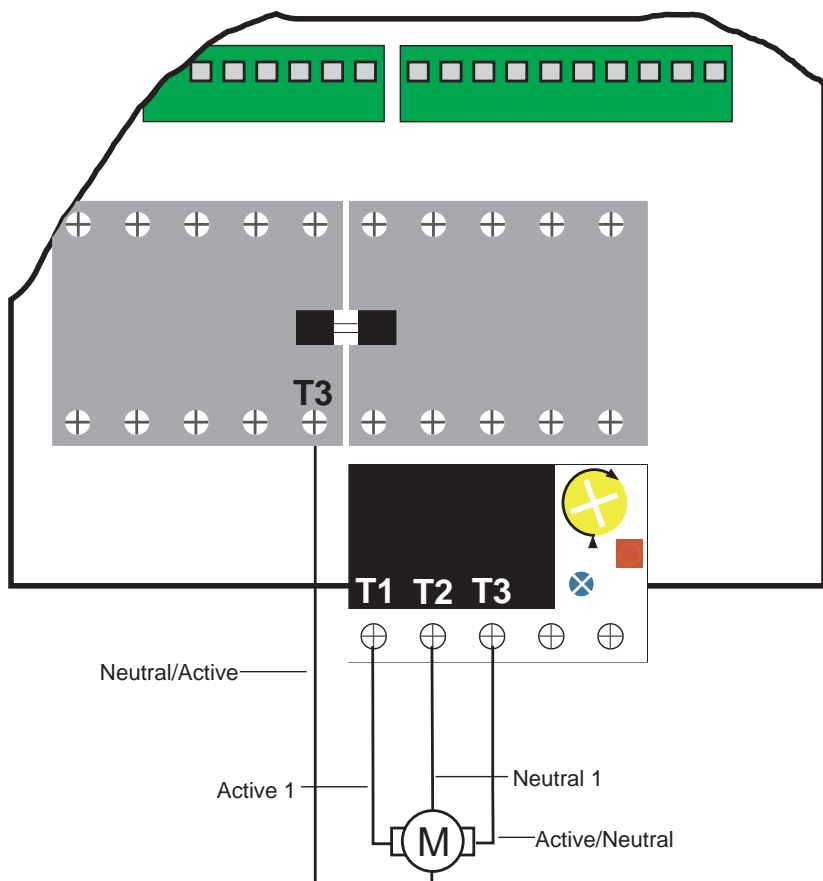 T3
T1 T2 T3
Neutral/Active
Neutral 1
Active 1
Active/Neutral
M